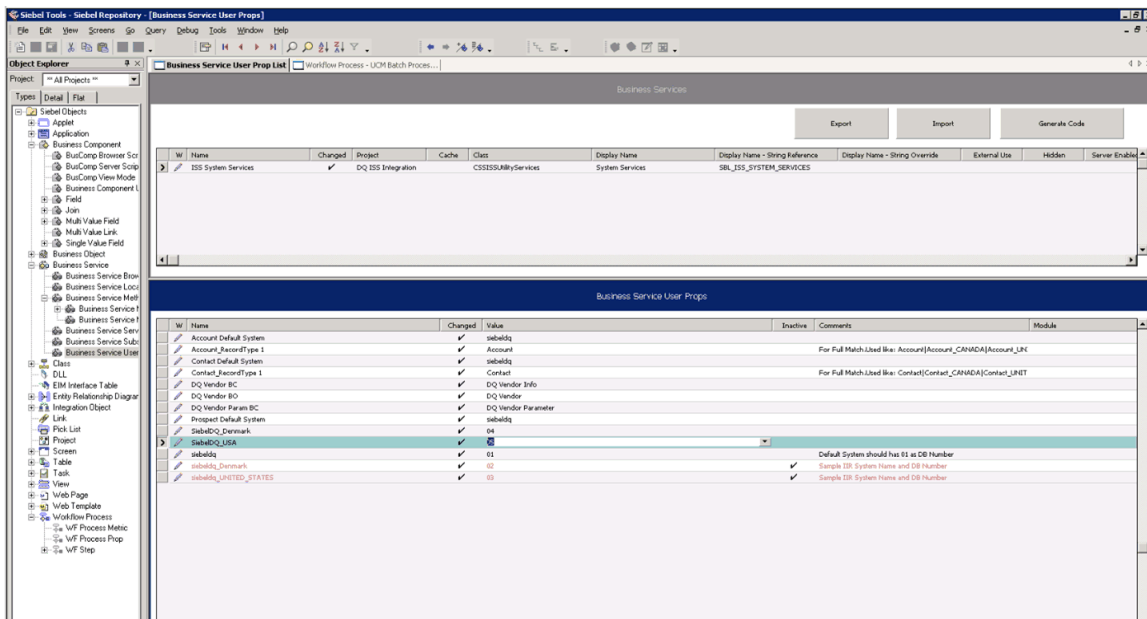 Siebel Tools - Siebel Repository - [Business Service User Props]
File Edit View Screens Go Query Debug Tools Window Help
Object Explorer
Project: ** All Projects **
Types Detail Flat
Siebel Objects
Applet
Application
Business Component
BusComp Browser Scr
BusComp Server Scrip
BusComp View Mode
Business Component U
Field
Join
Multi Value Field
Multi Value Link
Single Value Field
Business Object
Business Service
Business Service Brow
Business Service Loca
Business Service Meth
Business Service
Business Service
Business Service Serv
Business Service Subs
Business Service User
Class
DLL
EIM Interface Table
Entity Relationship Diagrar
Integration Object
Link
Pick List
Project
Screen
Table
Task
View
Web Page
Web Template
Workflow Process
WF Process Metric
WF Process Prop
WF Step
Business Service User Prop List Workflow Process - UCM Batch Proces...
Business Services
Export Import Generate Code
W Name Changed Project Cache Class Display Name Display Name - String Reference Display Name - String Override External Use Hidden Server Enabled
ISS System Services DQ ISS Integration CSSISSUtilityServices System Services SBL_ISS_SYSTEM_SERVICES
Business Service User Props
W Name Changed Value Inactive Comments Module
Account Default System siebeldq
Account_RecordType 1 Account For Full Match.Used like: Account|Account_CANADA|Account_UNI
Contact Default System siebeldq
Contact_RecordType 1 Contact For Full Match.Used like: Contact|Contact_CANADA|Contact_UNIT
DQ Vendor BC DQ Vendor Info
DQ Vendor BO DQ Vendor
DQ Vendor Param BC DQ Vendor Parameter
Prospect Default System siebeldq
SiebelDQ_Denmark 04
SiebelDQ_USA
siebeldq 01 Default System should has 01 as DB Number
siebeldq_Denmark 02 Sample IIR System Name and DB Number
siebeldq_UNITED_STATES 03 Sample IIR System Name and DB Number